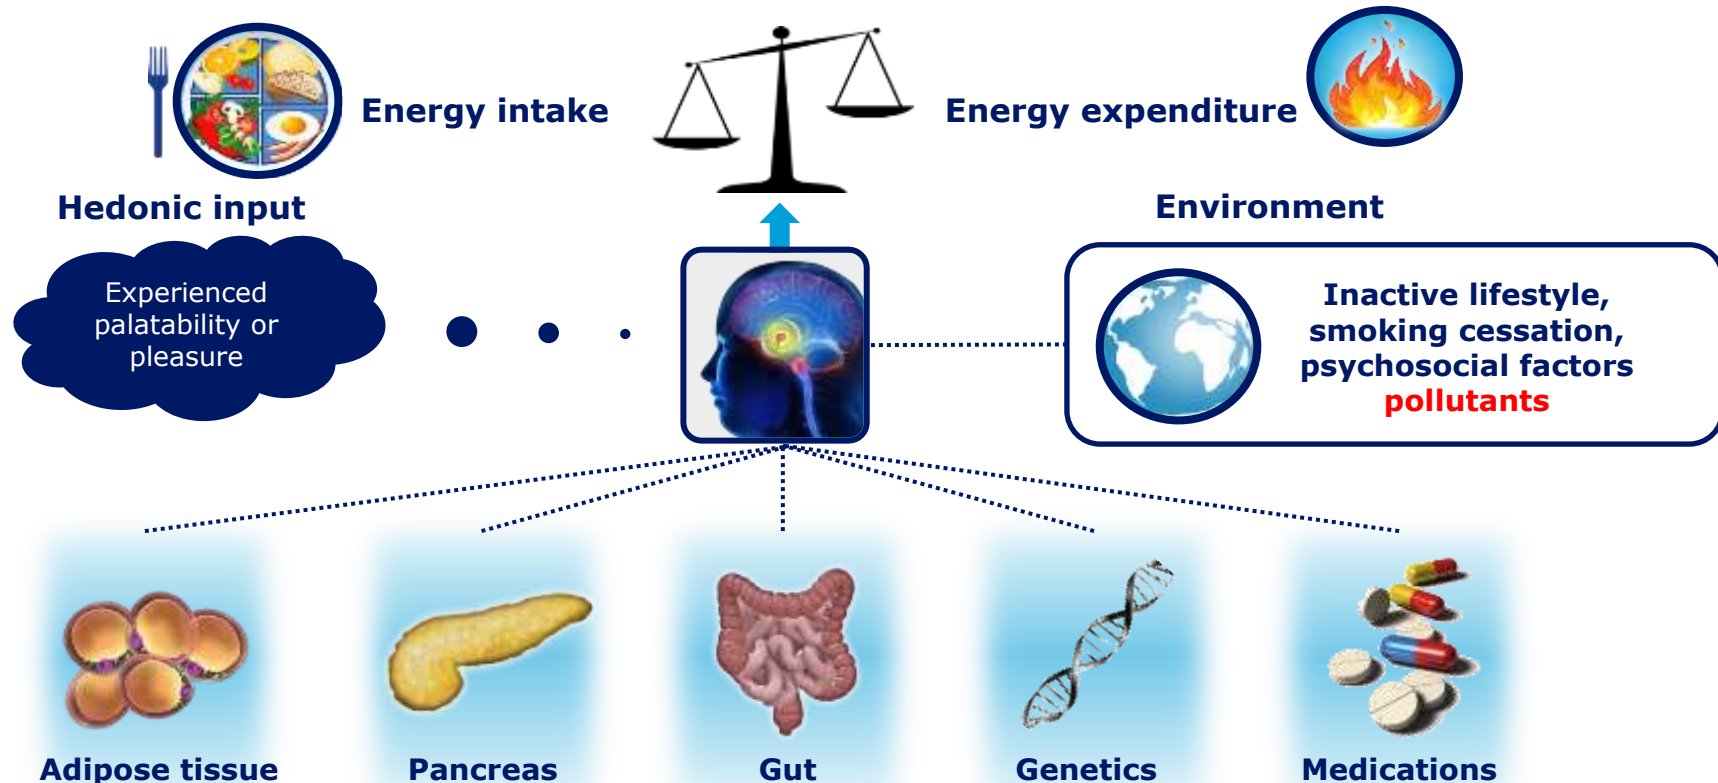 Energy intake
Energy expenditure
Hedonic input
Environment
Experienced
palatability or
pleasure
Inactive lifestyle,
smoking cessation,
psychosocial factors
pollutants
Adipose tissue
Pancreas
Gut
Genetics
Medications